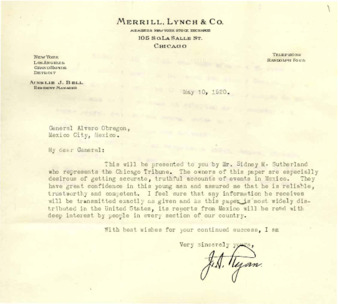 MERRILL, LYNCH & CO.
MEMBERS NEW YORK STOCK EXCHANGE
105 SO. LA SALLE ST.
CHICAGO
NEW YORK
LOS ANGELES
DETROIT
TELEPHONE
RANDOLPH
RESIDENT MANAGER
May 10, 1920.
General Alvaro Obregon,
Mexico City, Mexico.
My dear General:
This will be presented to you by Mr. Sidney M. Sutherland
who represents the Chicago Tribune. The owners of this paper are especially
desirous of getting accurate, truthful accounts of events in Mexico. They
have great confidence in this young man and assured me that he is reliable,
trustworthy and competent. I feel sure that any information he receives
will be transmitted exactly as given and as this paper is most widely dis-
tributed in the United States, its reports from Mexico will be read with
deep interest by people in every section of our country.
With best wishes for your continued success, I am
Very sincerely yours,
J. A. Ryan